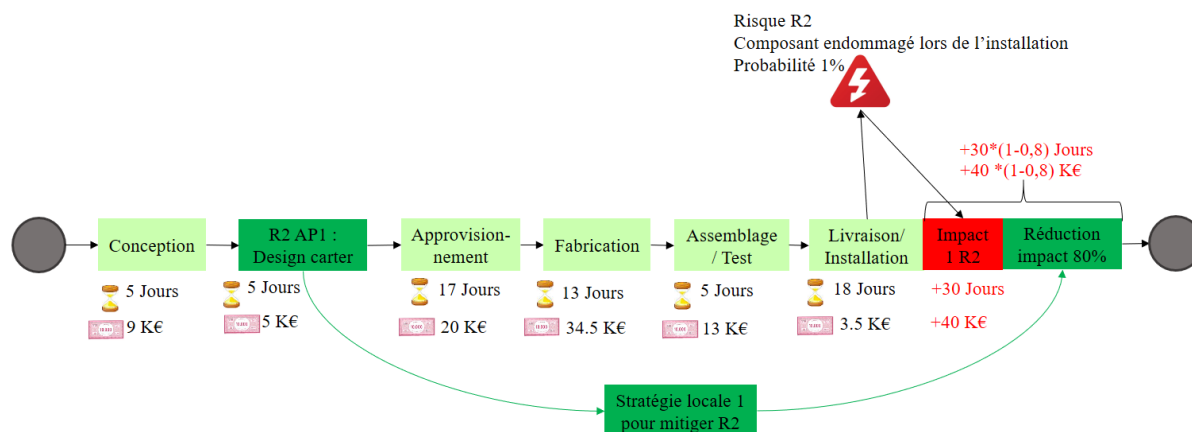 Risque R2
Composant endommagé lors de l'installation
Probabilité 1%
+30*(1-0,8) Jours
+40 *(1-0,8) K€
Conception
R2 AP1 :
Design carter
Approvision-
nement
Fabrication
Assemblage
/ Test
Livraison/
Installation
Impact
1 R2
Réduction
impact 80%
5 Jours
5 Jours
17 Jours
13 Jours
5 Jours
18 Jours
+30 Jours
9 K€
5 K€
20 K€
34.5 K€
13 K€
3.5 K€
+40 K€
Stratégie locale 1
pour mitiger R2